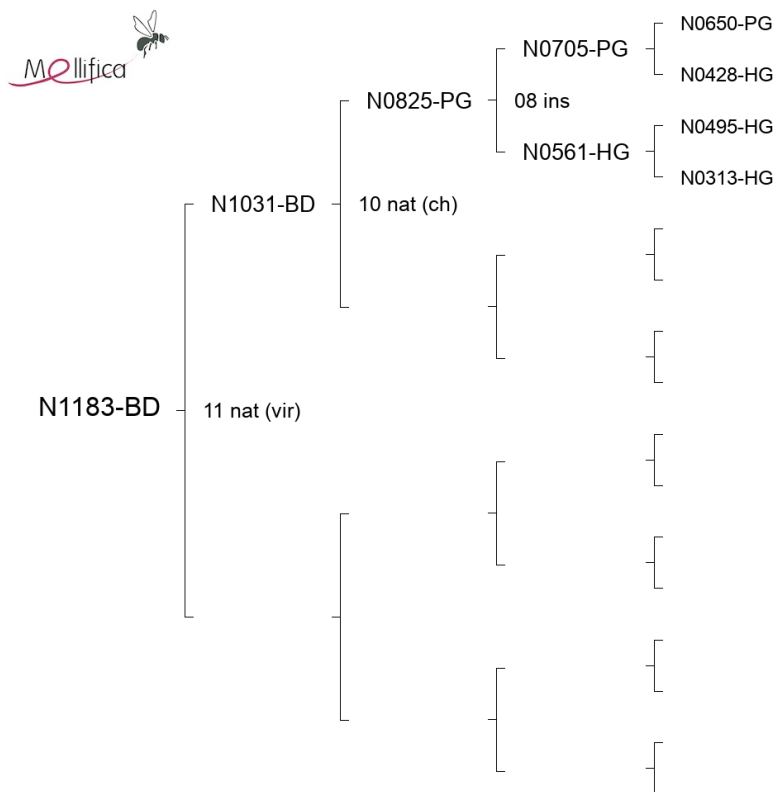 Mellifica
N0650-PG
N0705-PG
N0428-HG
N0825-PG
08 ins
N0495-HG
N0561-HG
N0313-HG
N1031-BD
10 nat (ch)
N1183-BD
11 nat (vir)